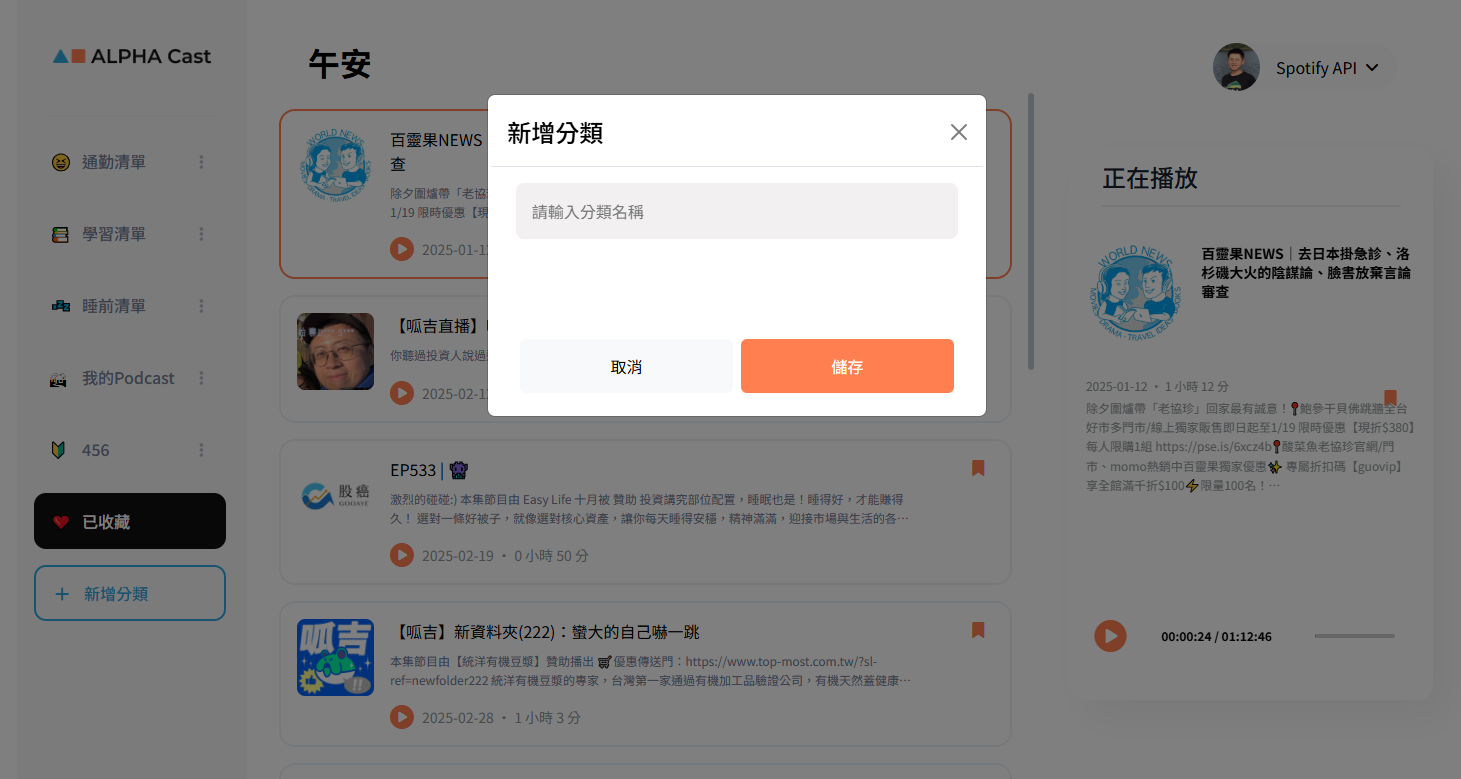 ALPHA Cast
通勤清單
學習清單
睡前清單
我的Podcast
456
已收藏
新增分類
午安
Spotify API
百靈果NEWS
查
除夕圍爐帶「老協
1/19 限時優惠【現
2025-01-1
【呱吉直播】
你聽過投資人說過
2025-02-1
EP533 |
股癌
GOOAYE
激烈的碰碰:) 本集節目由 Easy Life 十月被 贊助 投資講究部位配置，睡眠也是！睡得好，才能賺得
久！ 選對一條好被子，就像選對核心資產，讓你每天睡得安穩，精神滿滿，迎接市場與生活的各…
2025-02-19 · 0 小時 50 分
呱吉
【呱吉】新資料夾(222)：蠻大的自己嚇一跳
本集節目由【統洋有機豆漿】贊助播出 優惠傳送門：https://www.top-most.com.tw/?sl-
ref=newfolder222 統洋有機豆漿的專家，台灣第一家通過有機加工品驗證公司，有機天然蓋健康…
2025-02-28 · 1 小時 3 分
新增分類
請輸入分類名稱
取消
儲存
正在播放
WORLD NEWS
MONEY · DRAMA · TRAVEL · IDEAS · JOKES
百靈果NEWS｜去日本掛急診、洛
杉磯大火的陰謀論、臉書放棄言論
審查
2025-01-12 · 1 小時 12 分
除夕圍爐帶「老協珍」回家最有誠意！鮑參干貝佛跳牆全台
好市多門市/線上獨家販售即日起至1/19 限時優惠【現折$380】
每人限購1組 https://pse.is/6xcz4b 酸菜魚老協珍官網/門
市、momo熱銷中百靈果獨家優惠 專屬折扣碼【guovip】
享全館滿千折$100 限量100名！…
00:00:24 / 01:12:46